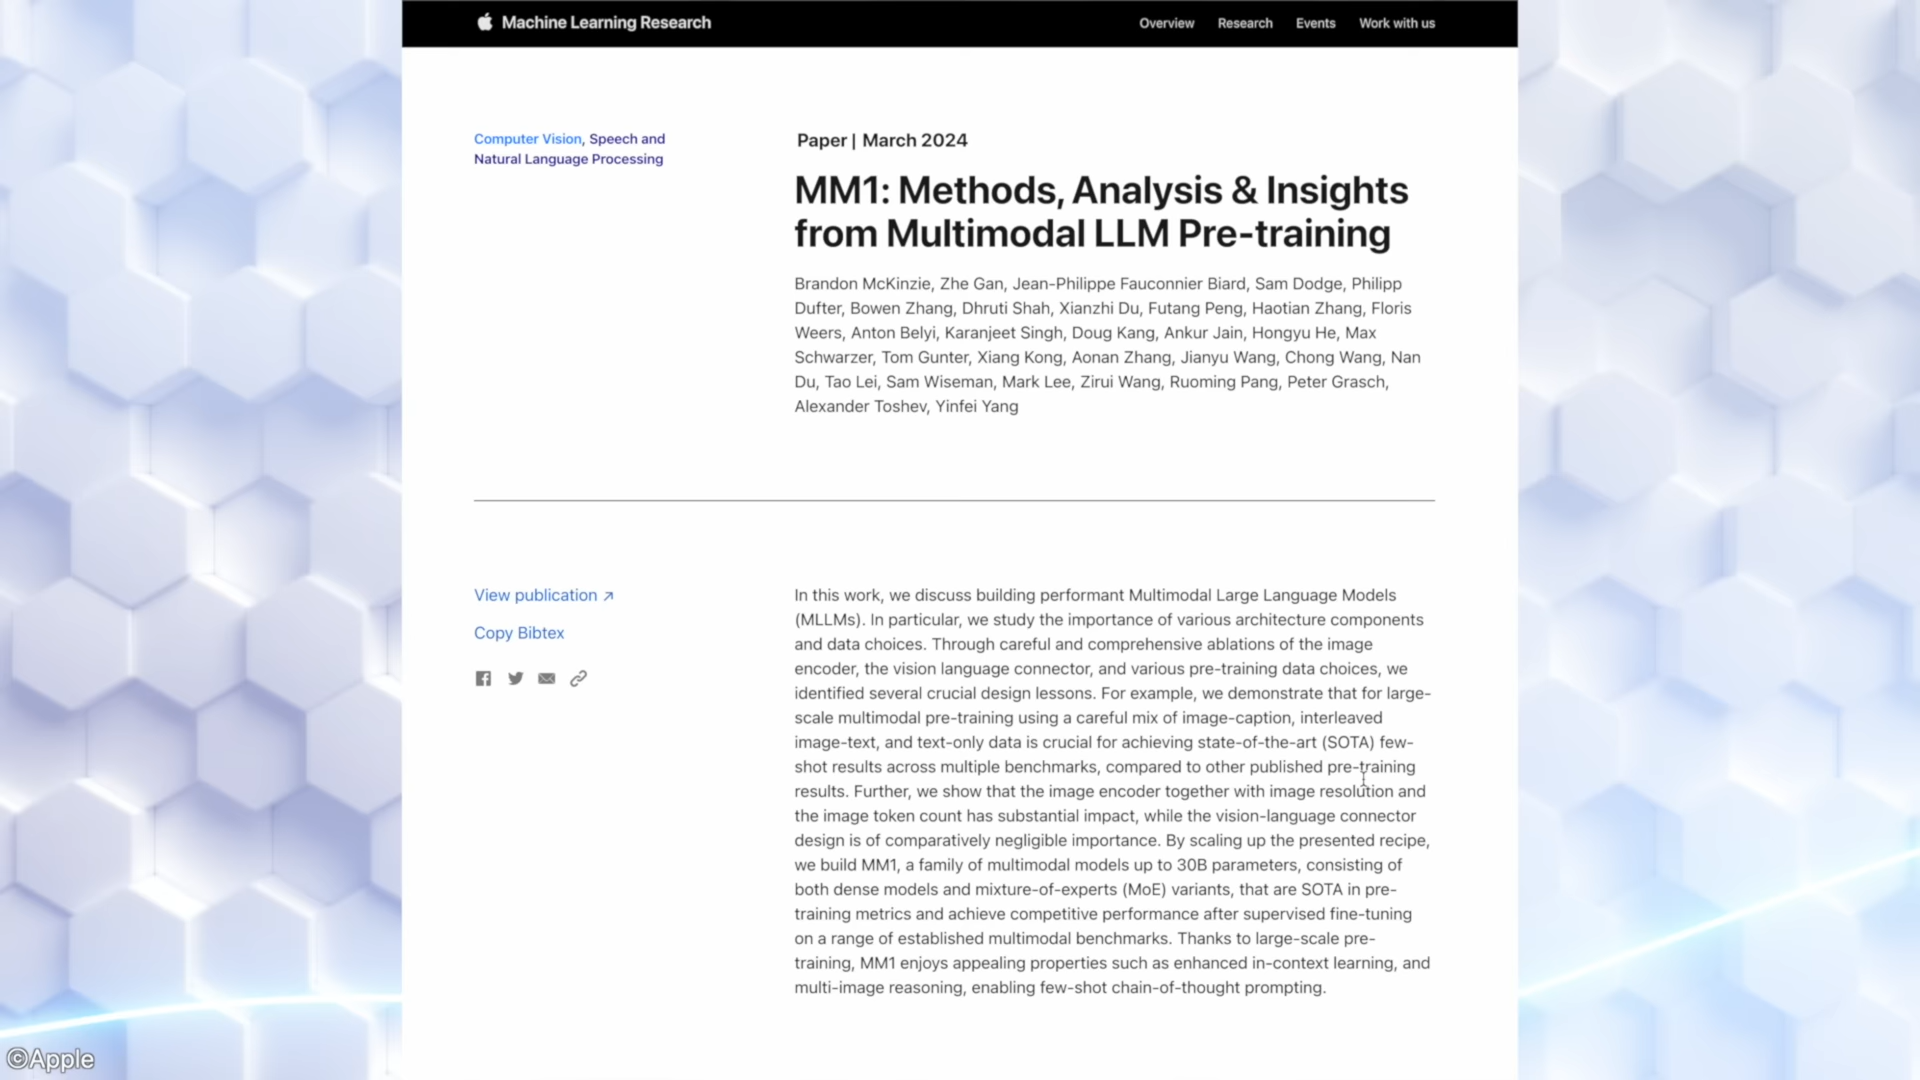 Machine Learning Research
Overview Research Events Work with us
Computer Vision, Speech and
Natural Language Processing
Paper | March 2024
MM1: Methods, Analysis & Insights
from Multimodal LLM Pre-training
Brandon McKinzie, Zhe Gan, Jean-Philippe Fauconnier Biard, Sam Dodge, Philipp
Dufter, Bowen Zhang, Dhruti Shah, Xianzhi Du, Futang Peng, Haotian Zhang, Floris
Weers, Anton Belyi, Karanjeet Singh, Doug Kang, Ankur Jain, Hongyu He, Max
Schwarzer, Tom Gunter, Xiang Kong, Aonan Zhang, Jianyu Wang, Chong Wang, Nan
Du, Tao Lei, Sam Wiseman, Mark Lee, Zirui Wang, Ruoming Pang, Peter Grasch,
Alexander Toshev, Yinfei Yang
View publication ↗
Copy Bibtex
In this work, we discuss building performant Multimodal Large Language Models
(MLLMs). In particular, we study the importance of various architecture components
and data choices. Through careful and comprehensive ablations of the image
encoder, the vision language connector, and various pre-training data choices, we
identified several crucial design lessons. For example, we demonstrate that for large-
scale multimodal pre-training using a careful mix of image-caption, interleaved
image-text, and text-only data is crucial for achieving state-of-the-art (SOTA) few-
shot results across multiple benchmarks, compared to other published pre-training
results. Further, we show that the image encoder together with image resolution and
the image token count has substantial impact, while the vision-language connector
design is of comparatively negligible importance. By scaling up the presented recipe,
we build MM1, a family of multimodal models up to 30B parameters, consisting of
both dense models and mixture-of-experts (MoE) variants, that are SOTA in pre-
training metrics and achieve competitive performance after supervised fine-tuning
on a range of established multimodal benchmarks. Thanks to large-scale pre-
training, MM1 enjoys appealing properties such as enhanced in-context learning, and
multi-image reasoning, enabling few-shot chain-of-thought prompting.
©Apple